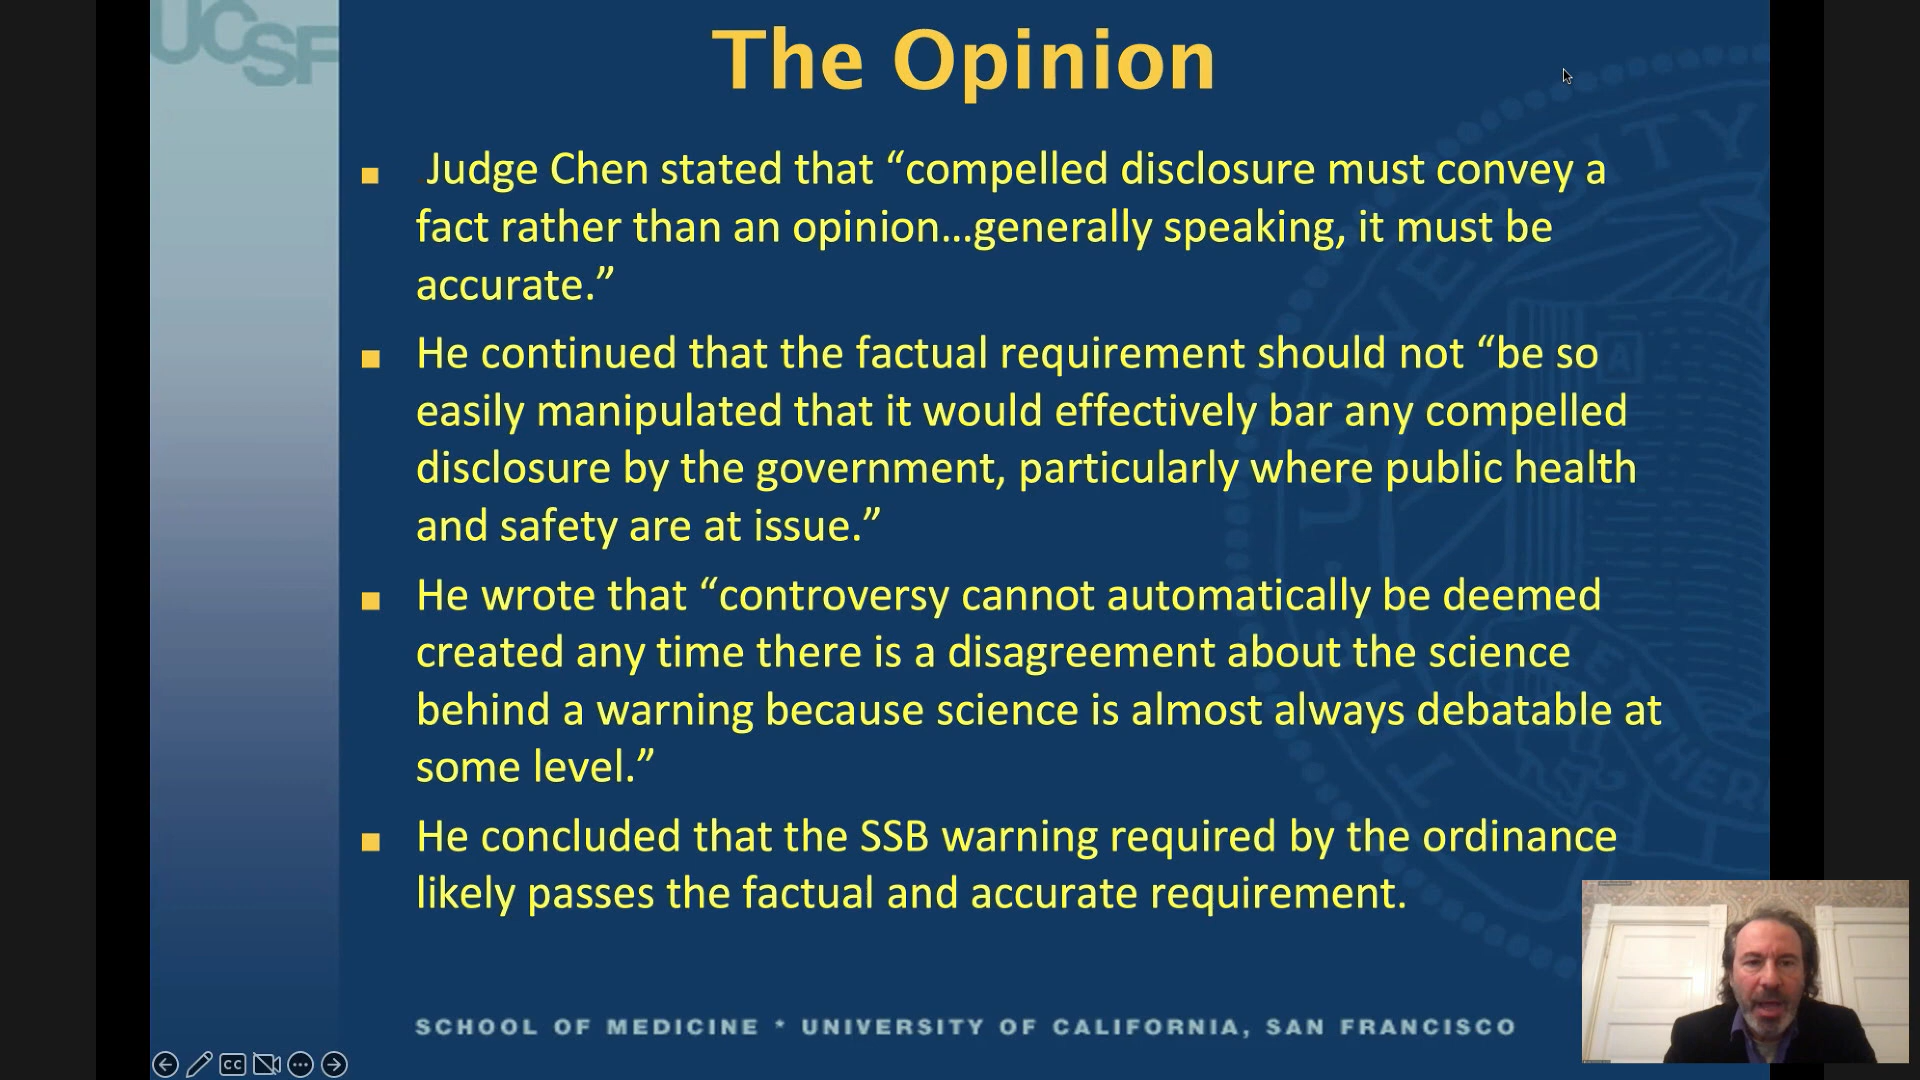 UCSF
The Opinion
Judge Chen stated that “compelled disclosure must convey a
fact rather than an opinion…generally speaking, it must be
accurate.”
He continued that the factual requirement should not “be so
easily manipulated that it would effectively bar any compelled
disclosure by the government, particularly where public health
and safety are at issue.”
He wrote that “controversy cannot automatically be deemed
created any time there is a disagreement about the science
behind a warning because science is almost always debatable at
some level.”
He concluded that the SSB warning required by the ordinance
likely passes the factual and accurate requirement.
SCHOOL OF MEDICINE * UNIVERSITY OF CALIFORNIA, SAN FRANCISCO
CC